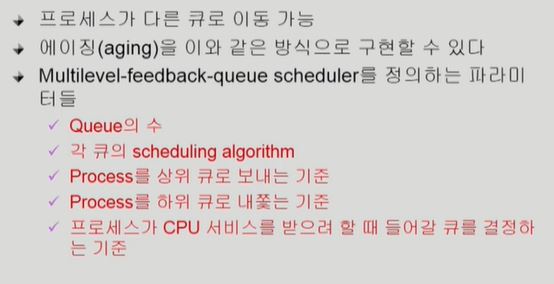 프로세스가 다른 큐로 이동 가능
에이징(aging)을 이와 같은 방식으로 구현할 수 있다
Multilevel-feedback-queue scheduler를 정의하는 파라미
터들
Queue의 수
각 큐의 scheduling algorithm
Process를 상위 큐로 보내는 기준
Process를 하위 큐로 내쫓는 기준
프로세스가 CPU 서비스를 받으려 할 때 들어갈 큐를 결정하
는 기준